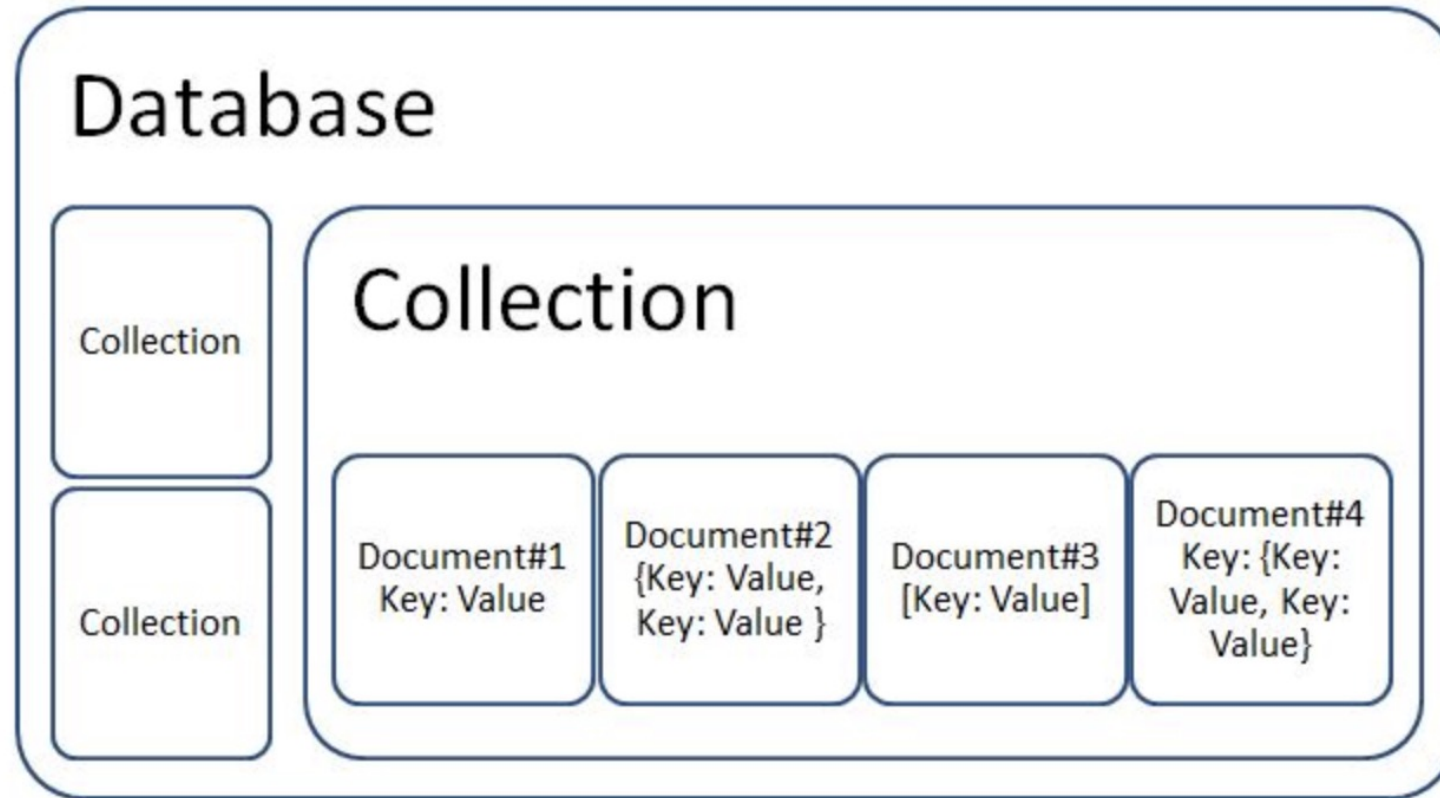 Database
Collection
Collection
Collection
Document#1
Key: Value
Document#2
{Key: Value,
Key: Value }
Document#3
[Key: Value]
Document#4
Key: {Key:
Value, Key:
Value}